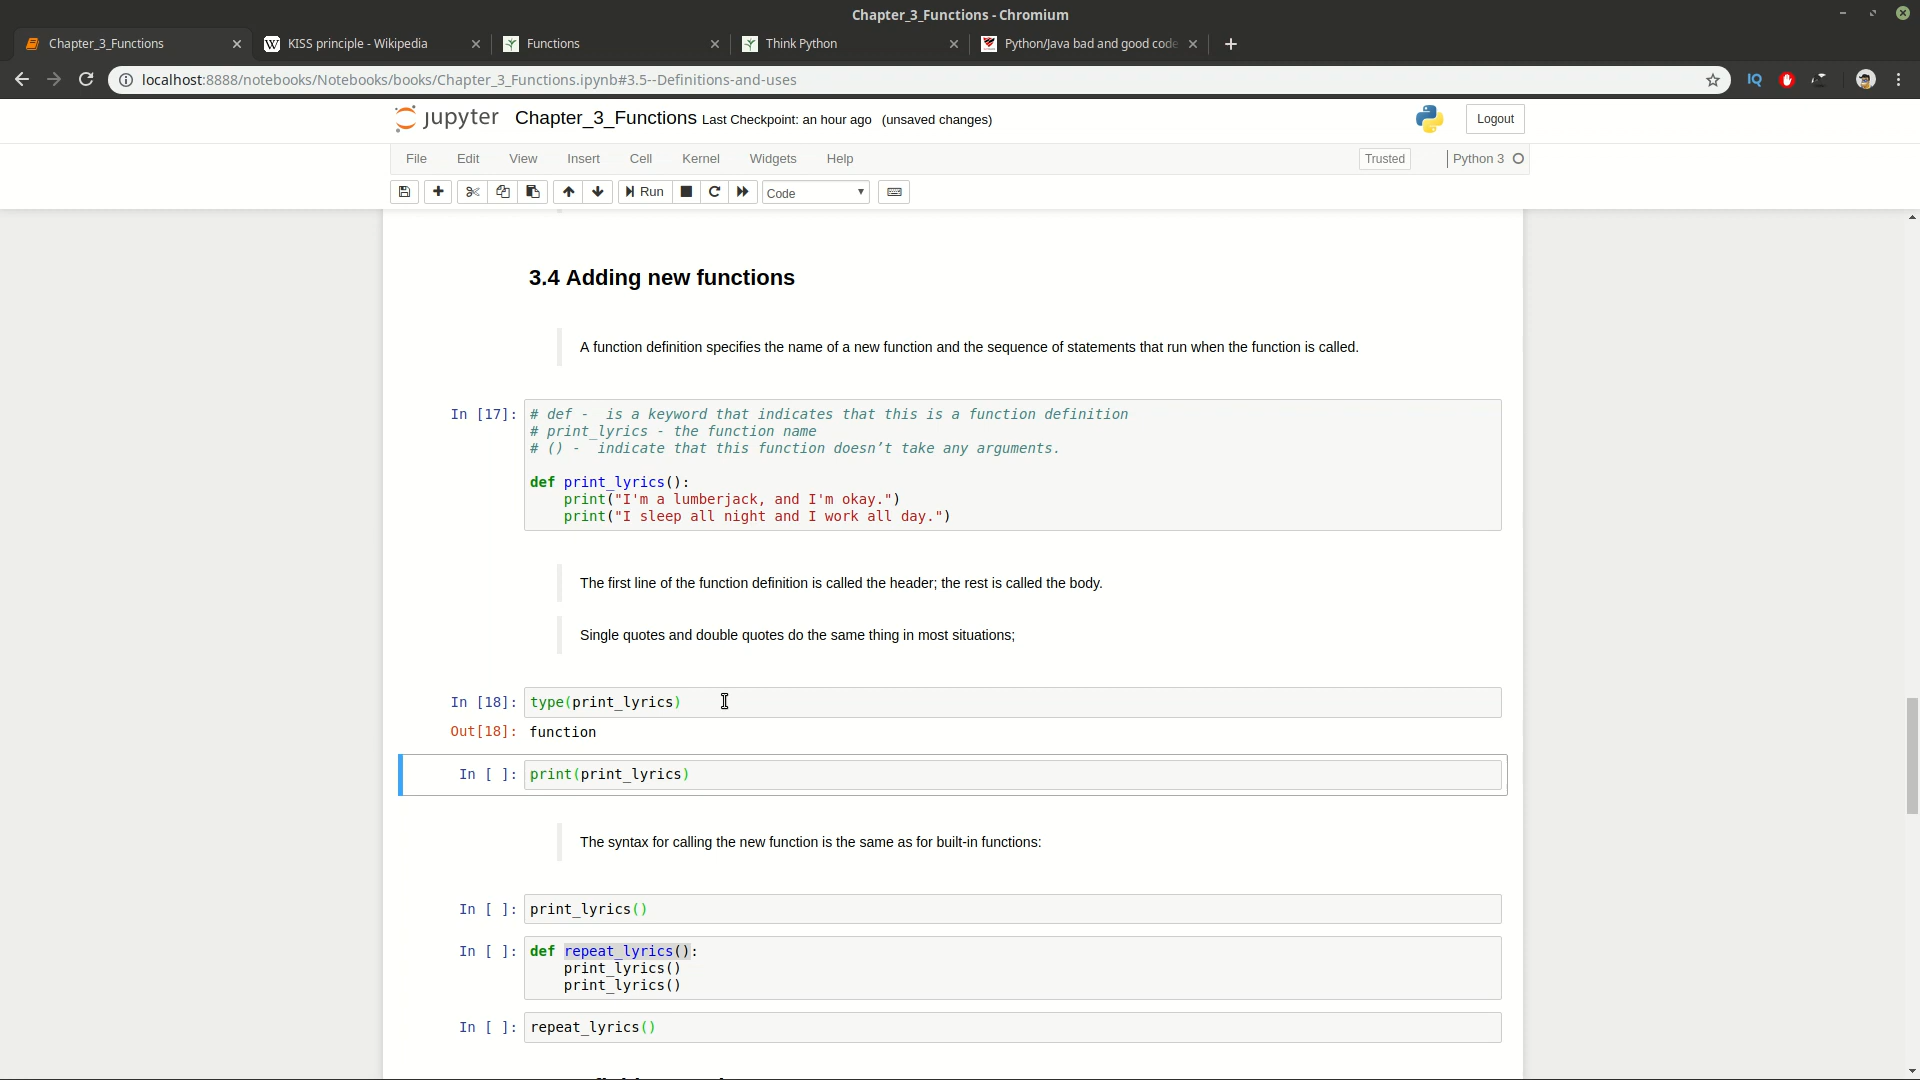 Chapter_3_Functions - Chromium
Chapter_3_Functions
KISS principle - Wikipedia
Functions
Think Python
Python/Java bad and good code
localhost:8888/notebooks/Notebooks/books/Chapter_3_Functions.ipynb#3.5--Definitions-and-uses
IQ
jupyter Chapter_3_Functions Last Checkpoint: an hour ago (unsaved changes)
Logout
File Edit View Insert Cell Kernel Widgets Help
Trusted
Python 3
Run
Code
3.4 Adding new functions
A function definition specifies the name of a new function and the sequence of statements that run when the function is called.
In [17]: # def -  is a keyword that indicates that this is a function definition
# print_lyrics - the function name
# () -  indicate that this function doesn’t take any arguments.
def print_lyrics():
    print("I'm a lumberjack, and I'm okay.")
    print("I sleep all night and I work all day.")
The first line of the function definition is called the header; the rest is called the body.
Single quotes and double quotes do the same thing in most situations;
In [18]: type(print_lyrics)
Out[18]: function
In [ ]: print(print_lyrics)
The syntax for calling the new function is the same as for built-in functions:
In [ ]: print_lyrics()
In [ ]: def repeat_lyrics():
    print_lyrics()
    print_lyrics()
In [ ]: repeat_lyrics()